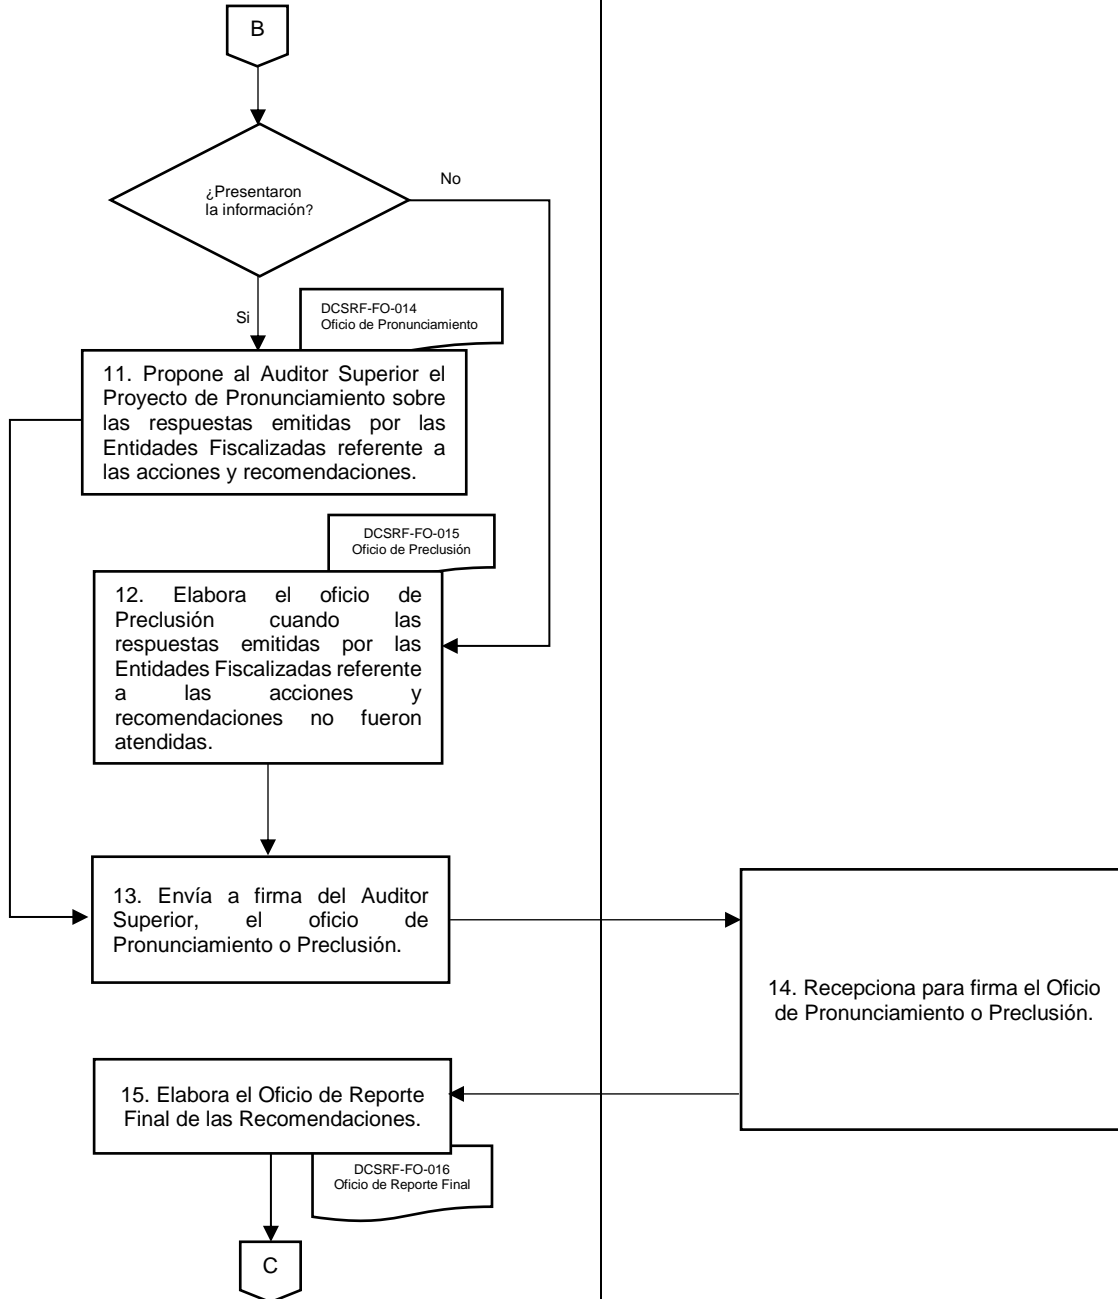 B
¿Presentaron
la información?
No
Si
DCSRF-FO-014
Oficio de Pronunciamiento
11. Propone al Auditor Superior el
Proyecto de Pronunciamiento sobre
las respuestas emitidas por las
Entidades Fiscalizadas referente a
las acciones y recomendaciones.
DCSRF-FO-015
Oficio de Preclusión
12. Elabora el oficio de
Preclusión cuando las
respuestas emitidas por las
Entidades Fiscalizadas referente
a las acciones y
recomendaciones no fueron
atendidas.
13. Envía a firma del Auditor
Superior, el oficio de
Pronunciamiento o Preclusión.
14. Recepciona para firma el Oficio
de Pronunciamiento o Preclusión.
15. Elabora el Oficio de Reporte
Final de las Recomendaciones.
DCSRF-FO-016
Oficio de Reporte Final
C